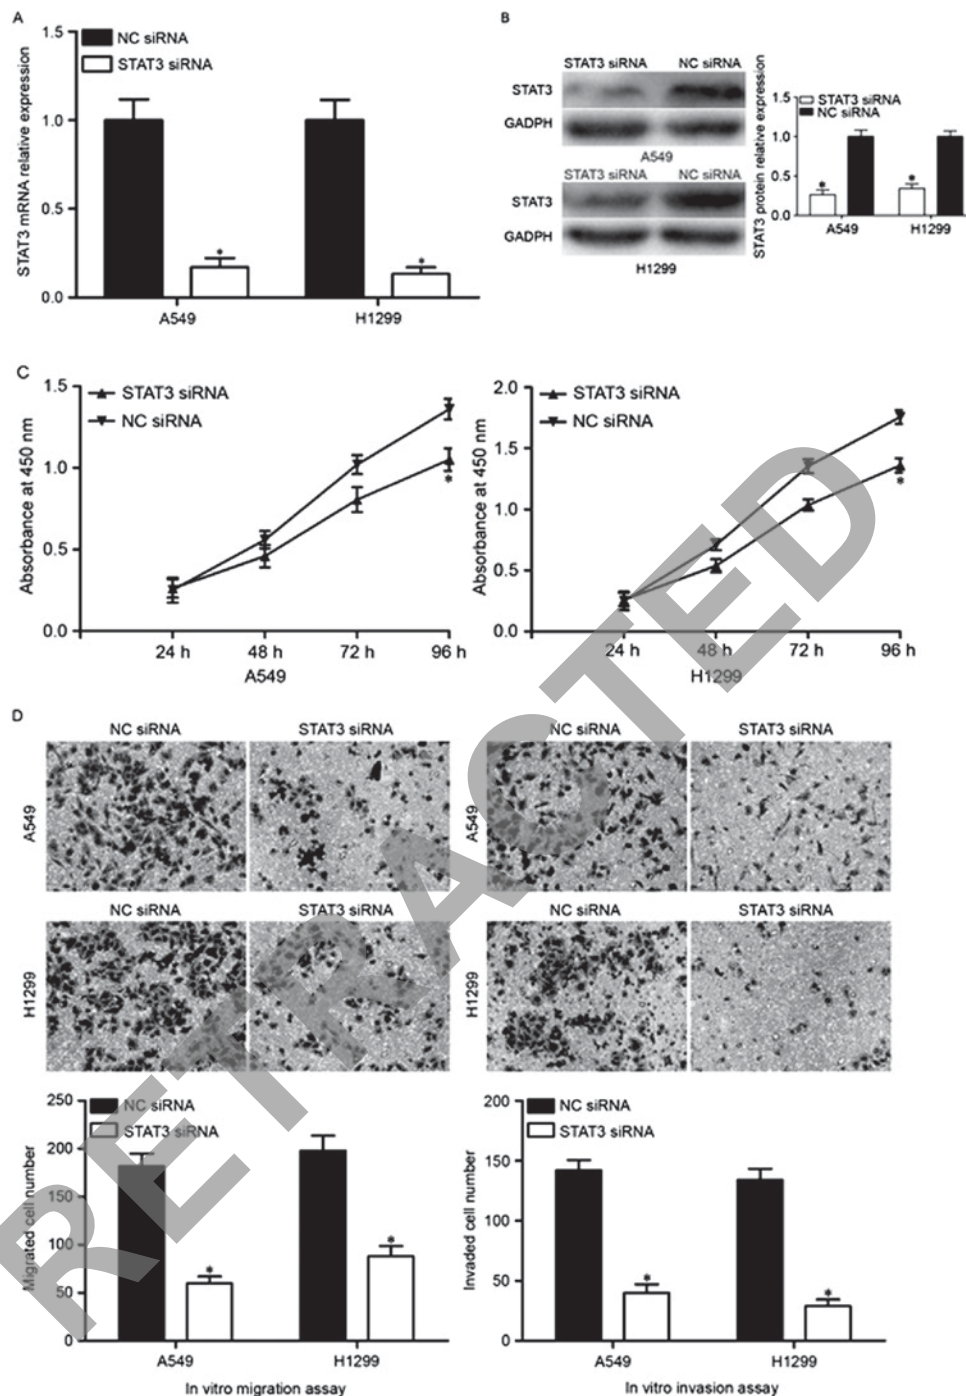 A
1.5
1.0
0.5
0.0
STAT3 mRNA relative expression
NC siRNA
STAT3 siRNA
*
*
A549
H1299
B
STAT3 siRNA NC siRNA
STAT3
GADPH
A549
STAT3 siRNA NC siRNA
STAT3
GADPH
H1299
STAT3 protein relative expression
1.5
1.0
0.5
0.0
STAT3 siRNA
NC siRNA
*
*
A549
H1299
C
Absorbance at 450 nm
1.5
1.0
0.5
0.0
STAT3 siRNA
NC siRNA
*
24 h 48 h 72 h 96 h
A549
Absorbance at 450 nm
2.0
1.5
1.0
0.5
0.0
STAT3 siRNA
NC siRNA
*
24 h 48 h 72 h 96 h
H1299
D
NC siRNA STAT3 siRNA
A549
NC siRNA STAT3 siRNA
A549
NC siRNA STAT3 siRNA
H1299
NC siRNA STAT3 siRNA
H1299
Migrated cell number
250
200
150
100
50
0
NC siRNA
STAT3 siRNA
*
*
A549
H1299
In vitro migration assay
Invaded cell number
200
150
100
50
0
NC siRNA
STAT3 siRNA
*
*
A549
H1299
In vitro invasion assay
RETRACTED